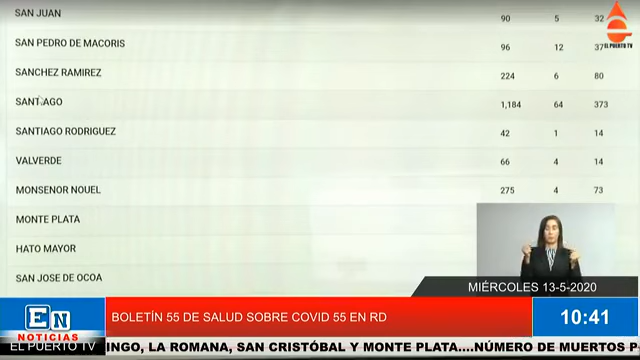 SAN JUAN 90 5 32
EL PUERTO TV
SAN PEDRO DE MACORIS 96 12 37
SANCHEZ RAMIREZ 224 6 80
SANTIAGO 1,184 64 373
SANTIAGO RODRIGUEZ 42 1 14
VALVERDE 66 4 14
MONSENOR NOUEL 275 4 73
MONTE PLATA
HATO MAYOR
SAN JOSE DE OCOA
MIÉRCOLES 13-5-2020
EN
NOTICIAS
BOLETÍN 55 DE SALUD SOBRE COVID 55 EN RD
10:41
EL PUERTO TV
INGO, LA ROMANA, SAN CRISTÓBAL Y MONTE PLATA....NÚMERO DE MUERTOS P